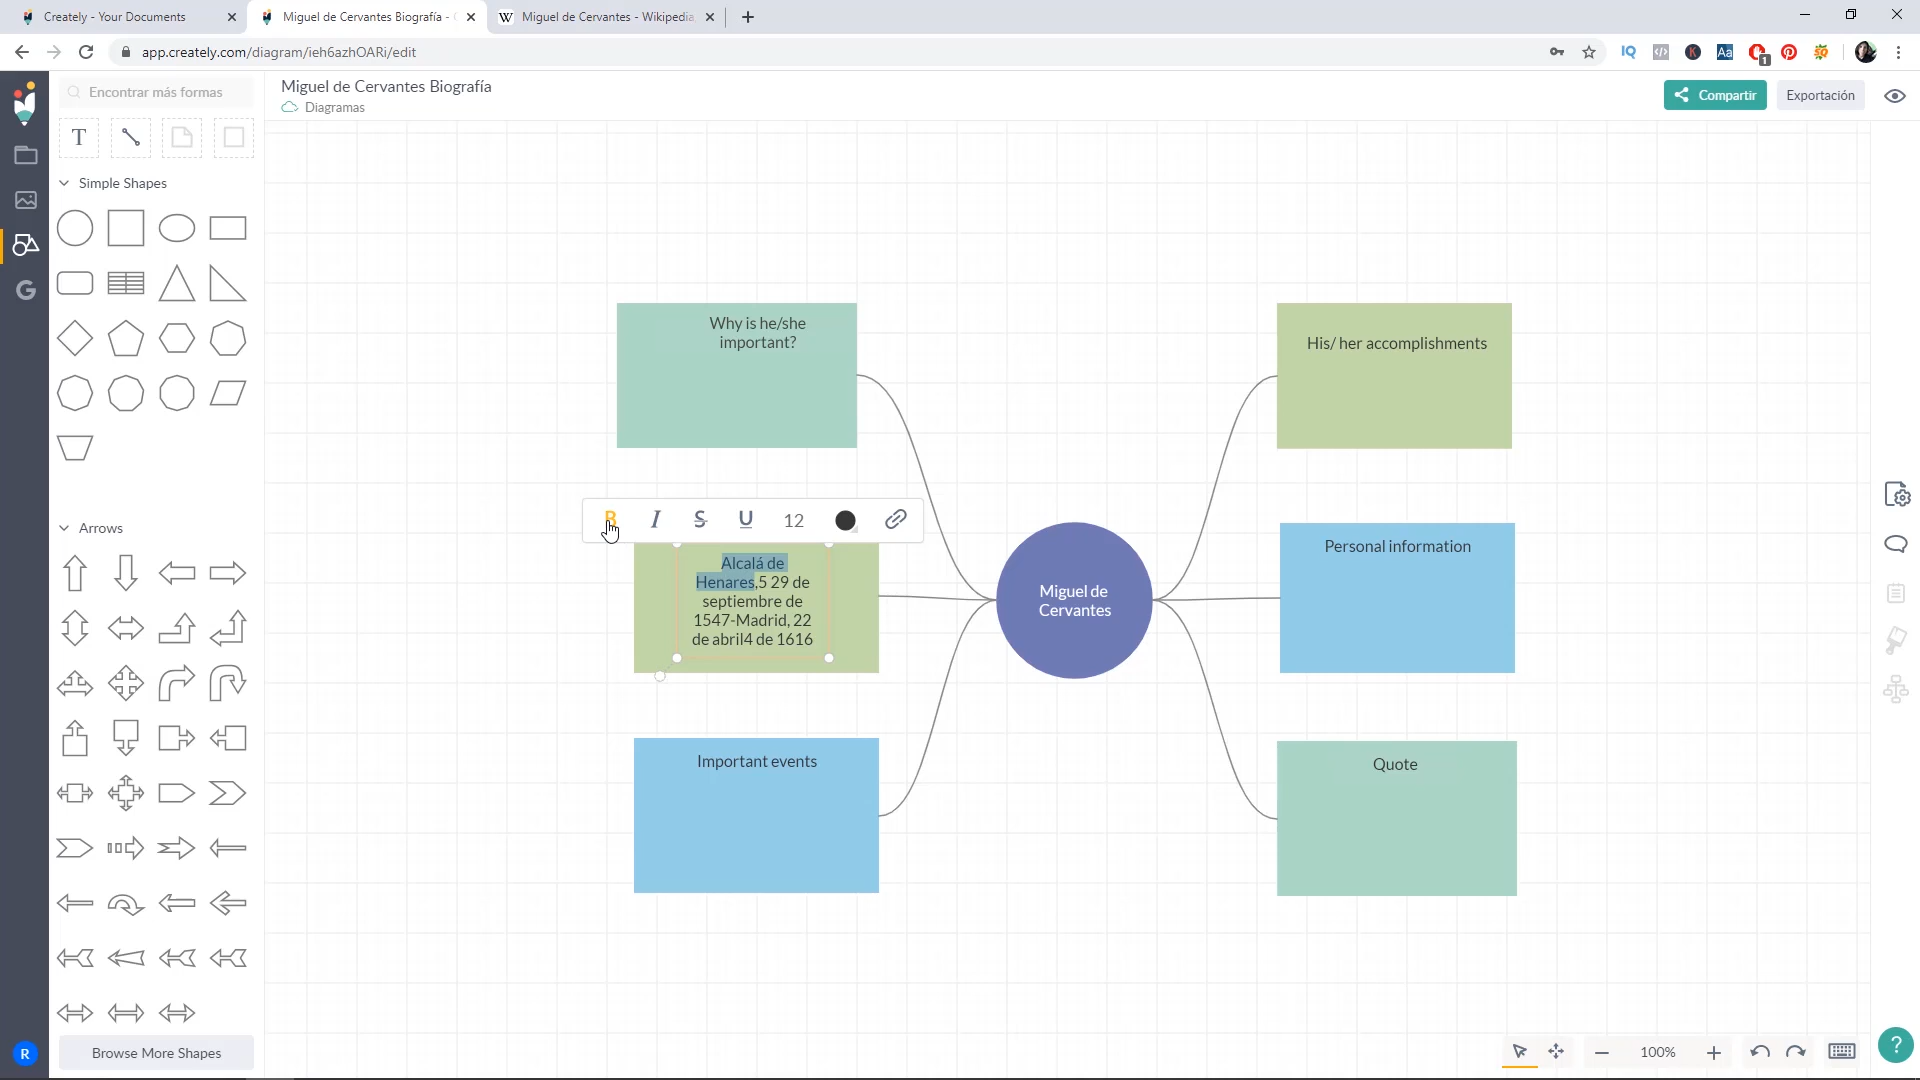 Creately - Your Documents
Miguel de Cervantes Biografía -
Miguel de Cervantes - Wikipedia
app.creately.com/diagram/ieh6azhOARi/edit
IQ
K
Aa
1
Encontrar más formas
Miguel de Cervantes Biografía
Diagramas
Compartir
Exportación
T
Simple Shapes
Why is he/she
important?
His/ her accomplishments
B I S U 12
Alcalá de
Henares,5 29 de
septiembre de
1547-Madrid, 22
de abril4 de 1616
Miguel de
Cervantes
Personal information
Arrows
Important events
Quote
Browse More Shapes
R
100%
?